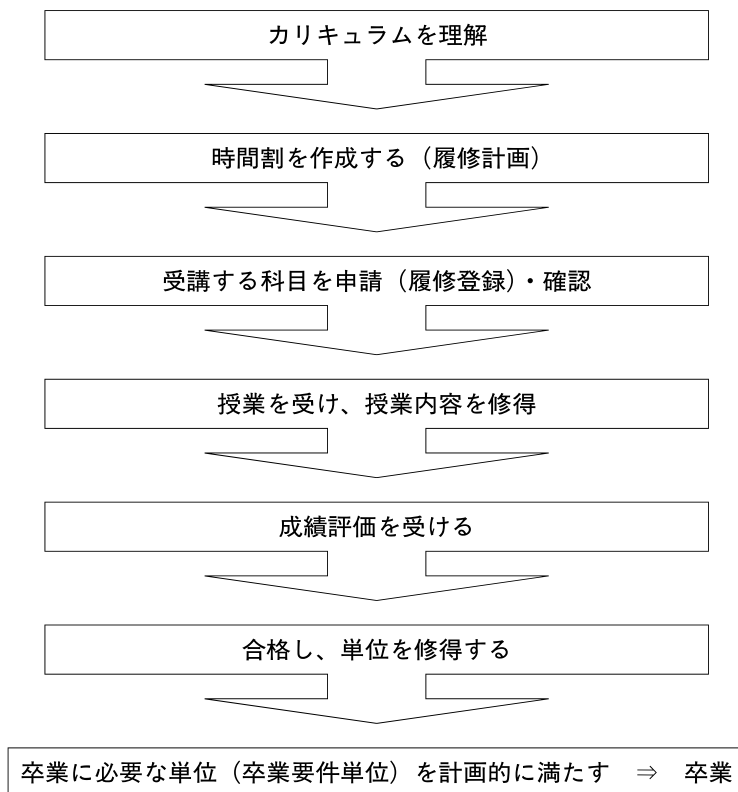 カリキュラムを理解
時間割を作成する（履修計画）
受講する科目を申請（履修登録）・確認
授業を受け、授業内容を修得
成績評価を受ける
合格し、単位を修得する
卒業に必要な単位（卒業要件単位）を計画的に満たす　⇒　卒業